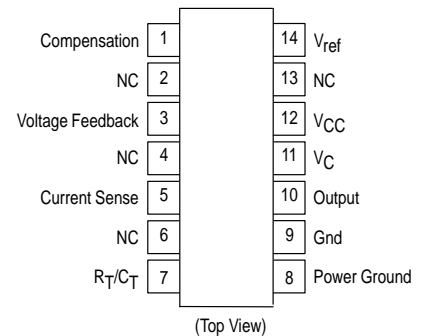 Compensation 1 14 Vref
NC 2 13 NC
Voltage Feedback 3 12 VCC
NC 4 11 VC
Current Sense 5 10 Output
NC 6 9 Gnd
RT/CT 7 8 Power Ground
(Top View)